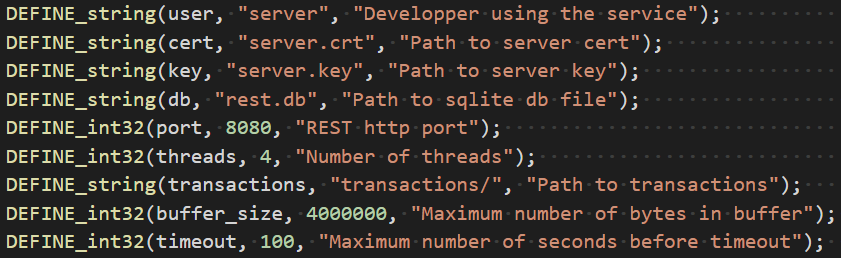 DEFINE_string(user, "server", "Developper using the service");
DEFINE_string(cert, "server.crt", "Path to server cert");
DEFINE_string(key, "server.key", "Path to server key");
DEFINE_string(db, "rest.db", "Path to sqlite db file");
DEFINE_int32(port, 8080, "REST http port");
DEFINE_int32(threads, 4, "Number of threads");
DEFINE_string(transactions, "transactions/", "Path to transactions");
DEFINE_int32(buffer_size, 4000000, "Maximum number of bytes in buffer");
DEFINE_int32(timeout, 100, "Maximum number of seconds before timeout");